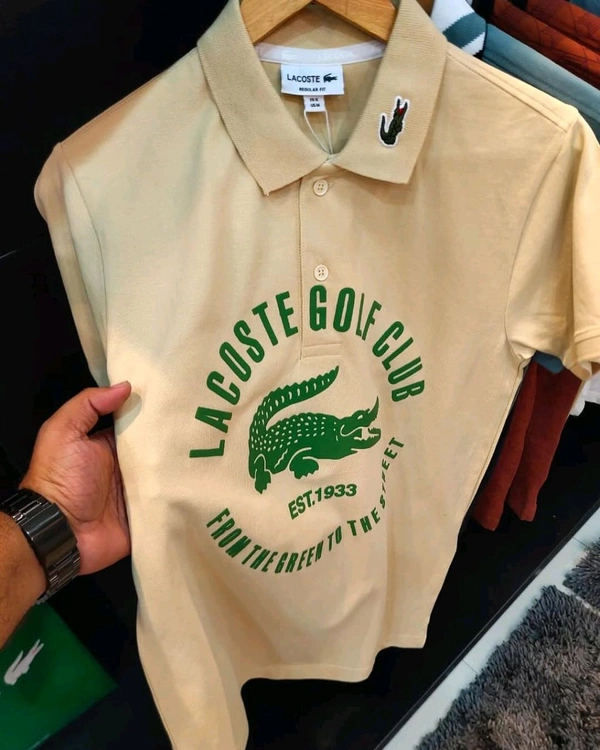 LACOSTE
REGULAR FIT
LACOSTE GOLF CLUB
EST.1933
FROM THE GREEN TO THE STREET